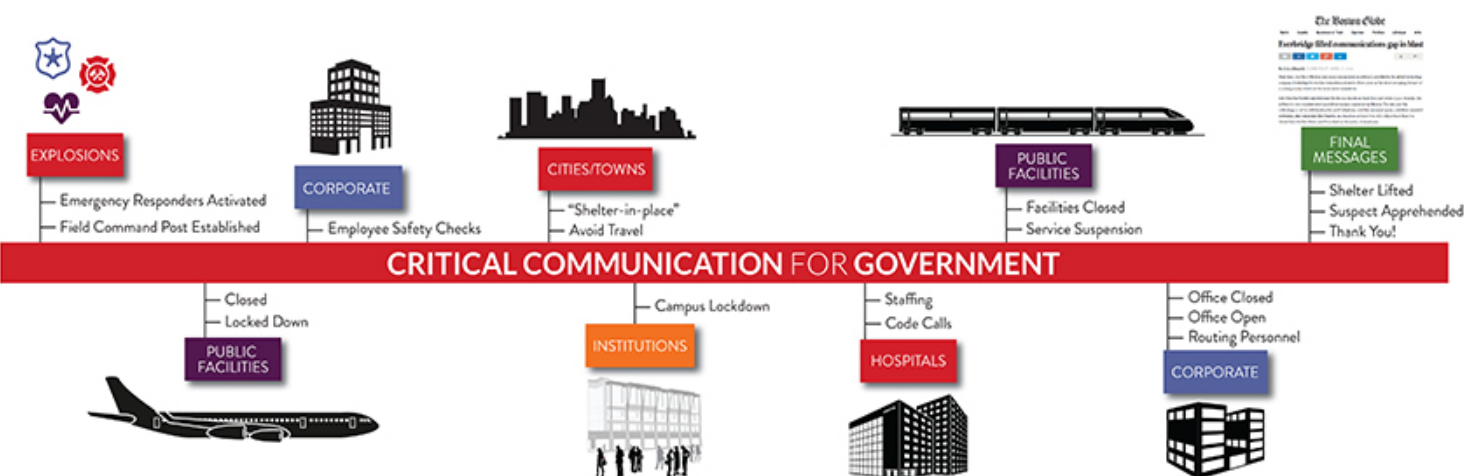 The Boston Globe
Everbridge filled communications gap in blast
EXPLOSIONS
Emergency Responders Activated
Field Command Post Established
CORPORATE
Employee Safety Checks
CITIES/TOWNS
“Shelter-in-place”
Avoid Travel
PUBLIC
FACILITIES
Facilities Closed
Service Suspension
FINAL
MESSAGES
Shelter Lifted
Suspect Apprehended
Thank You!
CRITICAL COMMUNICATION FOR GOVERNMENT
Closed
Locked Down
PUBLIC
FACILITIES
Campus Lockdown
INSTITUTIONS
Staffing
Code Calls
HOSPITALS
Office Closed
Office Open
Routing Personnel
CORPORATE